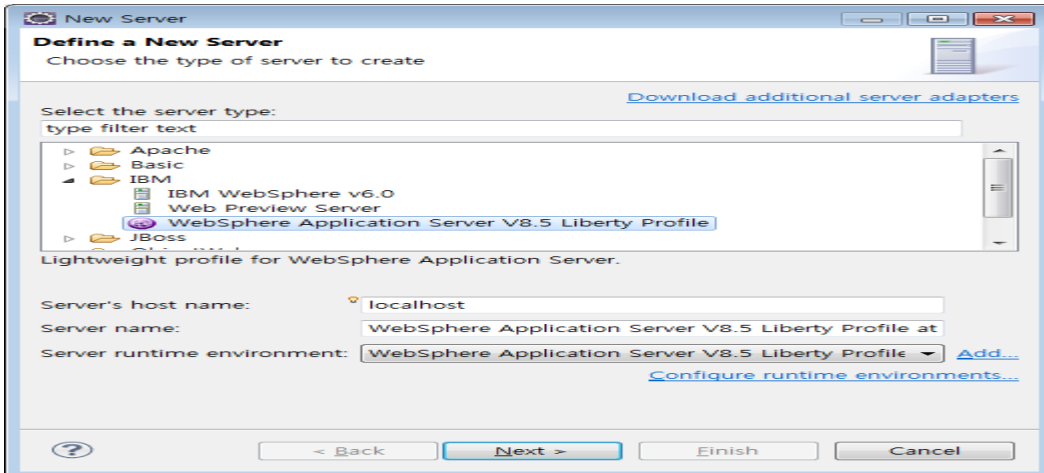 New Server
Define a New Server
Choose the type of server to create
Download additional server adapters
Select the server type:
type filter text
Apache
Basic
IBM
IBM WebSphere v6.0
Web Preview Server
WebSphere Application Server V8.5 Liberty Profile
JBoss
Lightweight profile for WebSphere Application Server.
Server's host name:
localhost
Server name:
WebSphere Application Server V8.5 Liberty Profile at
Server runtime environment:
WebSphere Application Server V8.5 Liberty Profile
Add...
Configure runtime environments...
< Back
Next >
Finish
Cancel